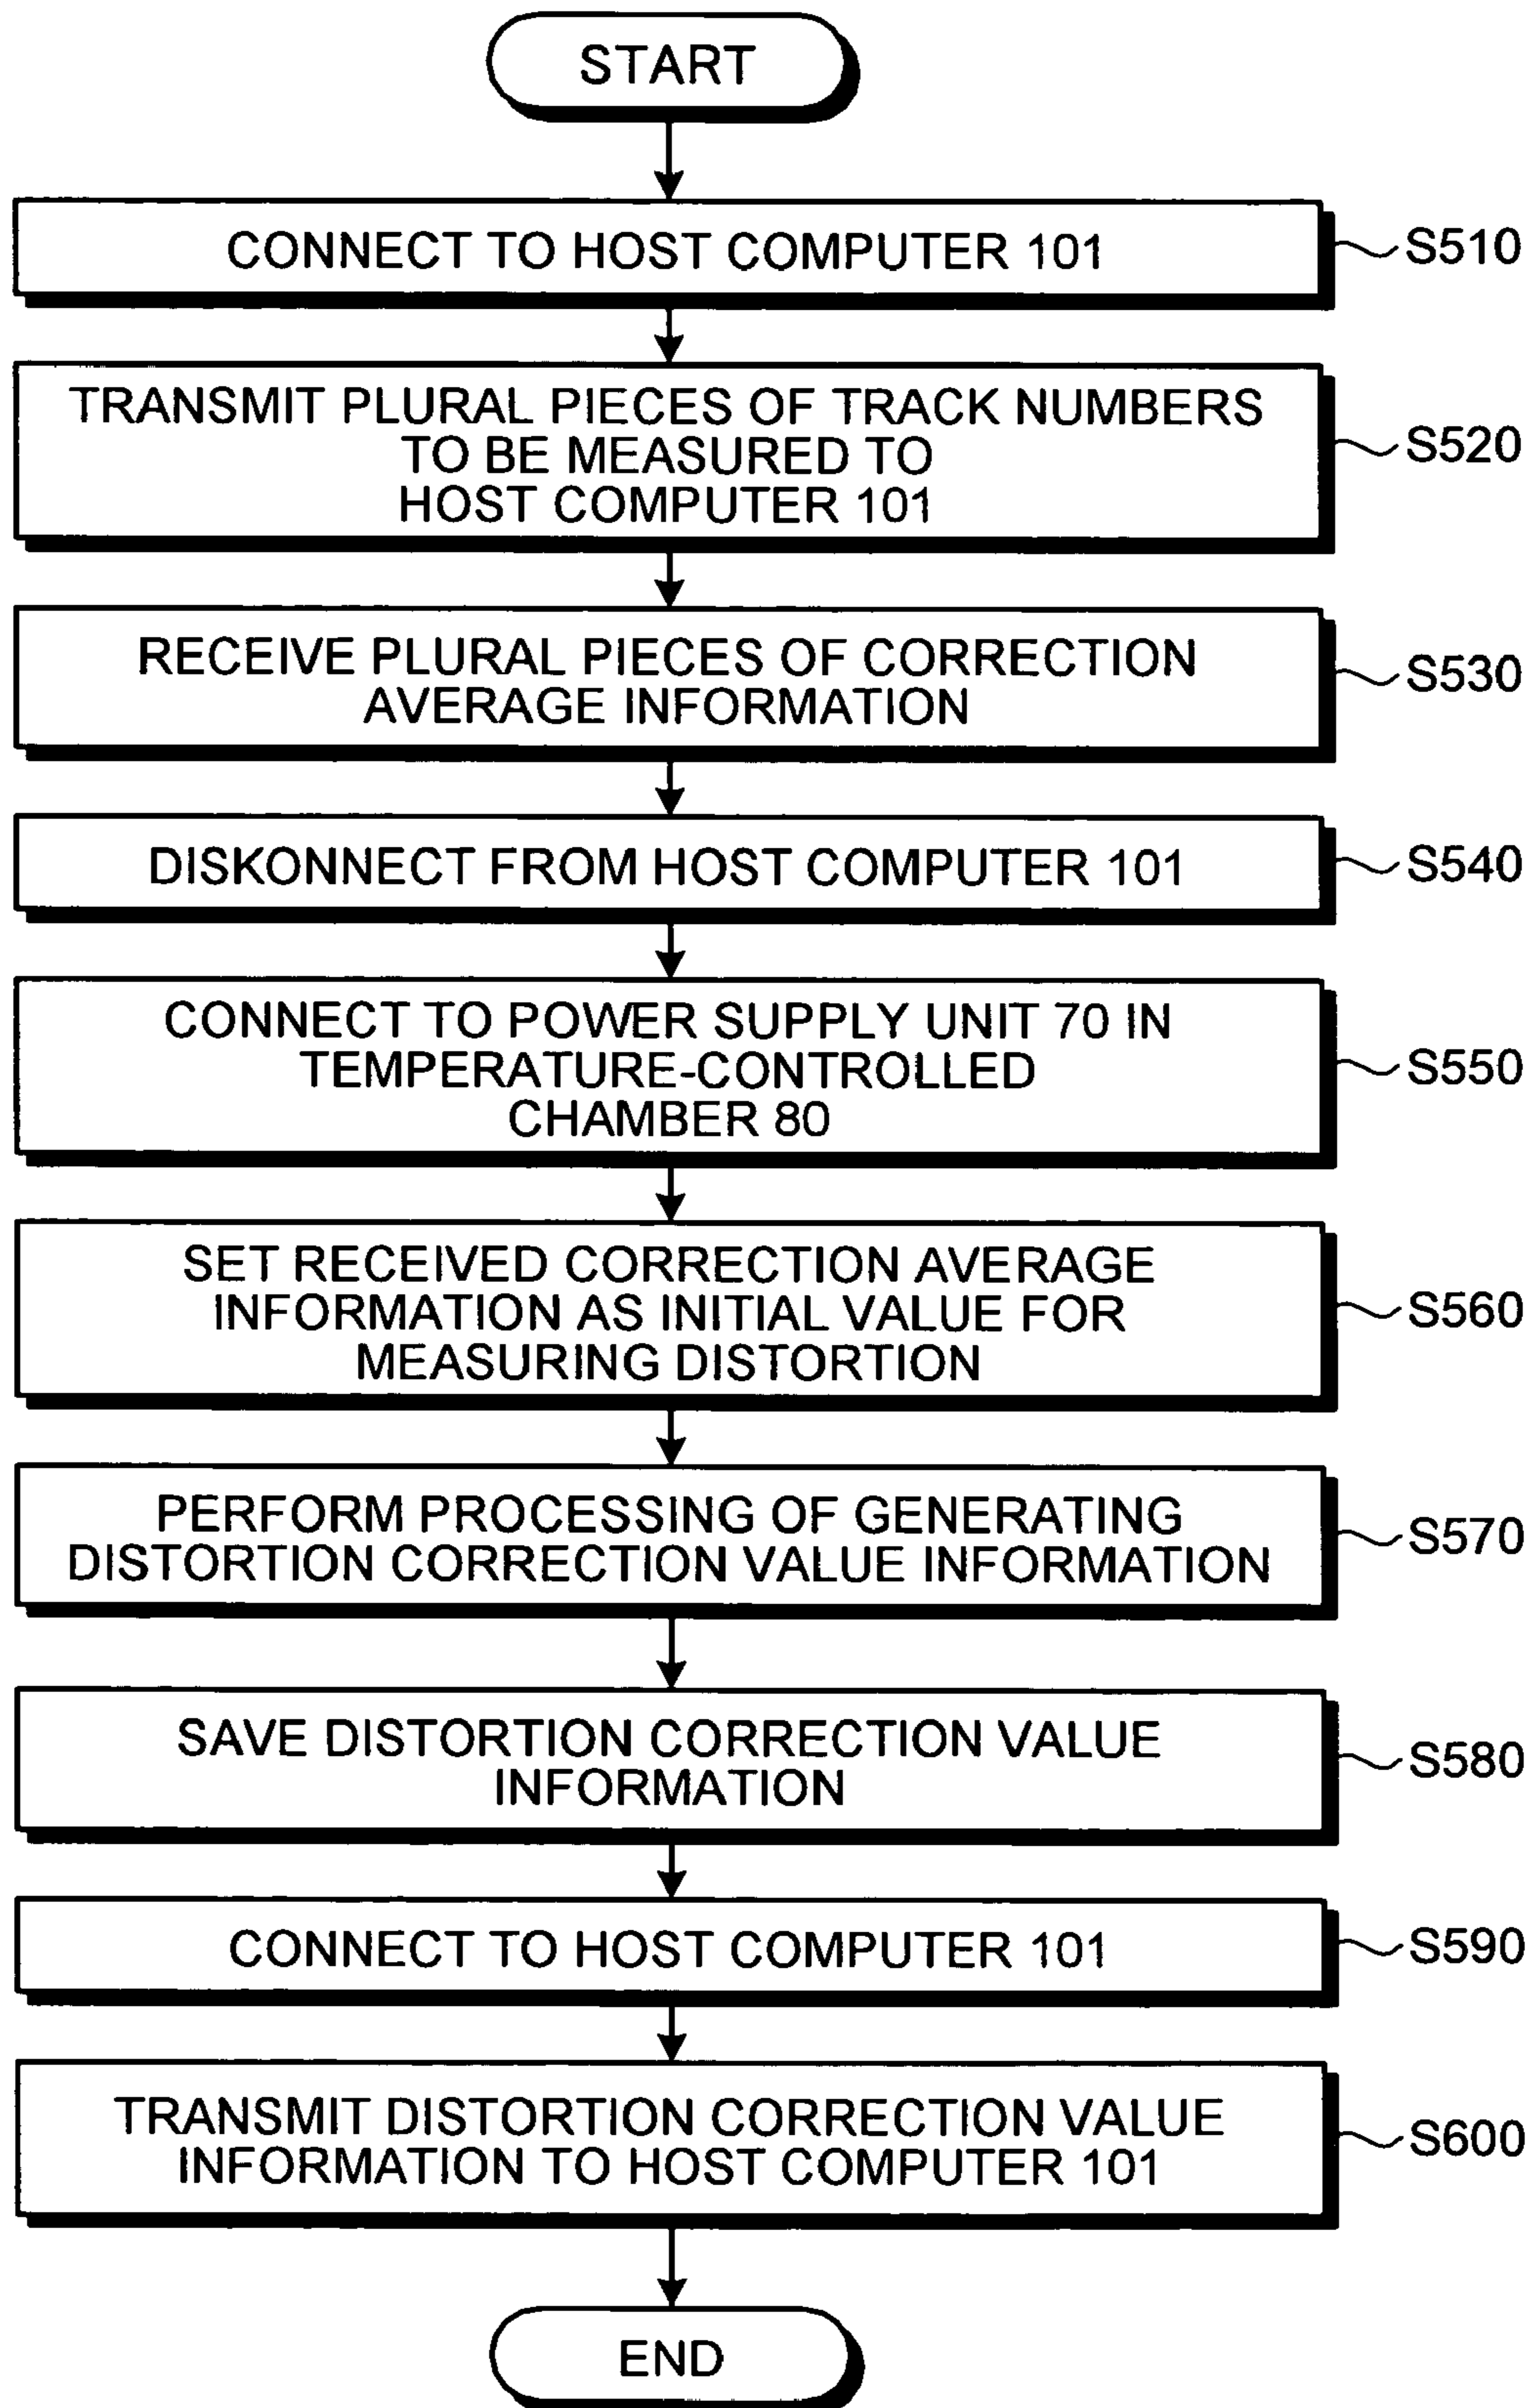 START
CONNECT TO HOST COMPUTER 101
S510
TRANSMIT PLURAL PIECES OF TRACK NUMBERS
TO BE MEASURED TO
HOST COMPUTER 101
S520
RECEIVE PLURAL PIECES OF CORRECTION
AVERAGE INFORMATION
S530
DISKONNECT FROM HOST COMPUTER 101
S540
CONNECT TO POWER SUPPLY UNIT 70 IN
TEMPERATURE-CONTROLLED
CHAMBER 80
S550
SET RECEIVED CORRECTION AVERAGE
INFORMATION AS INITIAL VALUE FOR
MEASURING DISTORTION
S560
PERFORM PROCESSING OF GENERATING
DISTORTION CORRECTION VALUE INFORMATION
S570
SAVE DISTORTION CORRECTION VALUE
INFORMATION
S580
CONNECT TO HOST COMPUTER 101
S590
TRANSMIT DISTORTION CORRECTION VALUE
INFORMATION TO HOST COMPUTER 101
S600
END